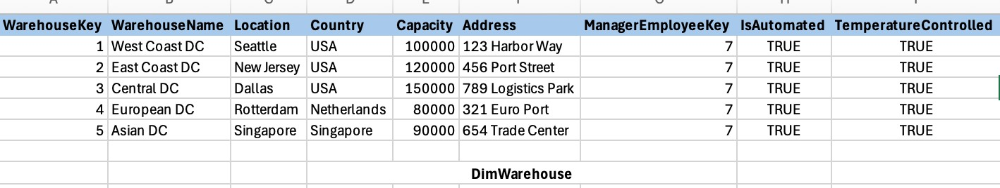 WarehouseKey WarehouseName Location Country Capacity Address ManagerEmployeeKey IsAutomated TemperatureControlled
1 West Coast DC Seattle USA 100000 123 Harbor Way 7 TRUE TRUE
2 East Coast DC New Jersey USA 120000 456 Port Street 7 TRUE TRUE
3 Central DC Dallas USA 150000 789 Logistics Park 7 TRUE TRUE
4 European DC Rotterdam Netherlands 80000 321 Euro Port 7 TRUE TRUE
5 Asian DC Singapore Singapore 90000 654 Trade Center 7 TRUE TRUE
DimWarehouse